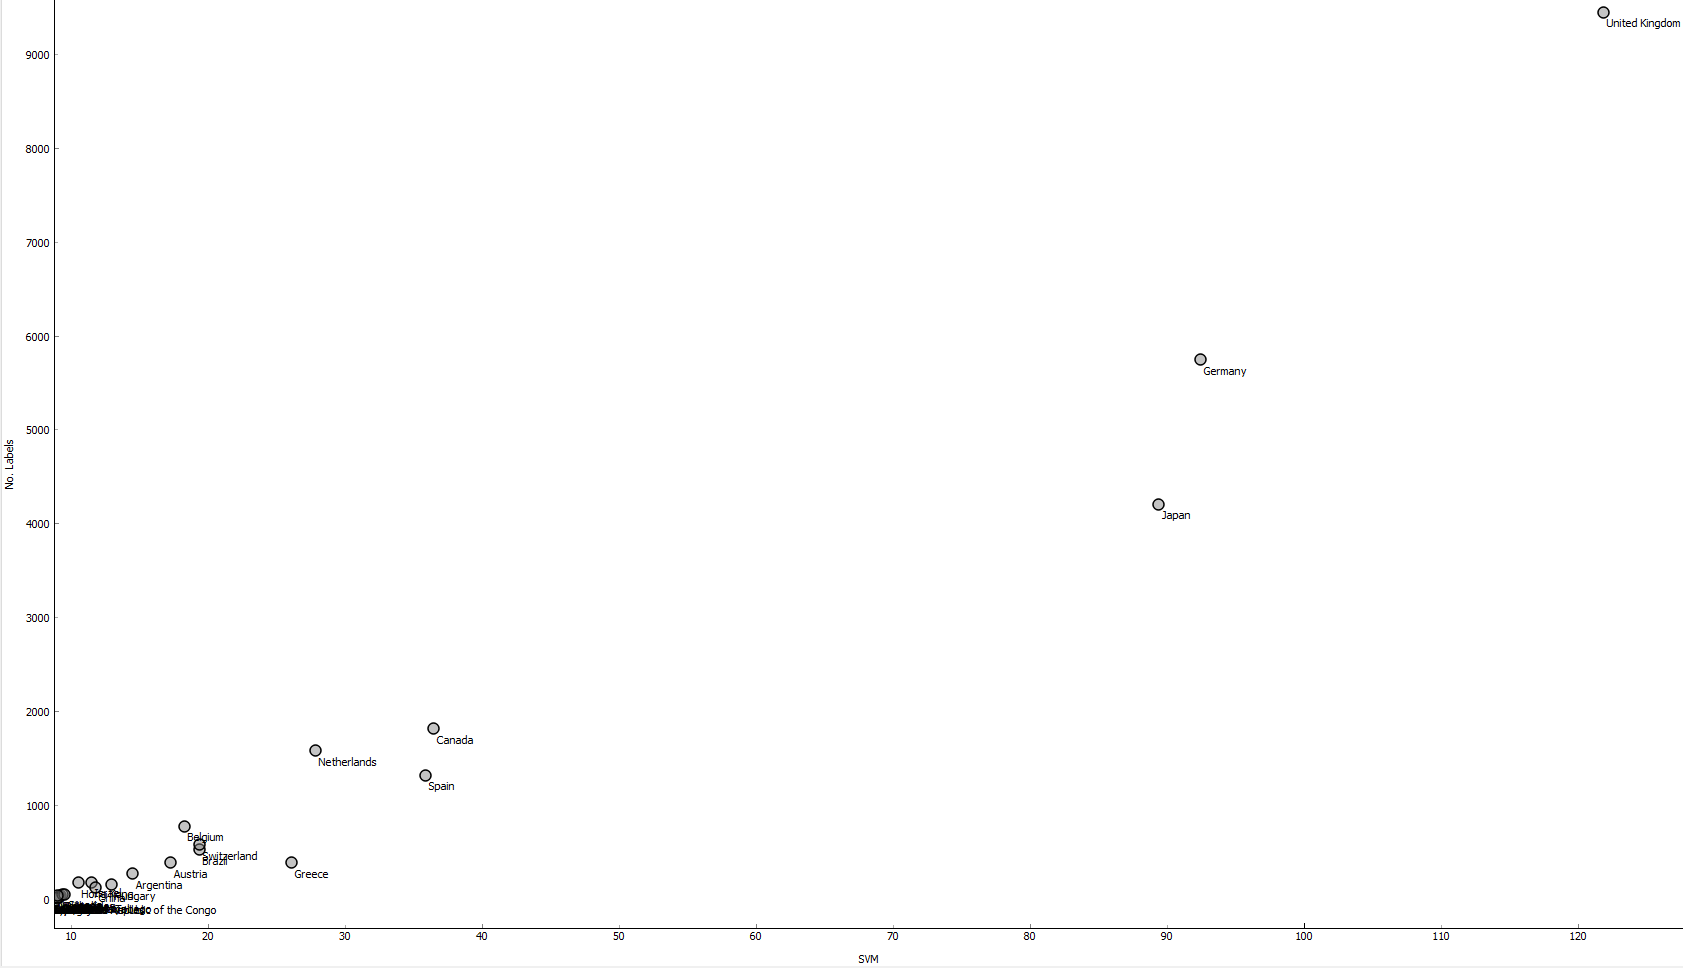 United Kingdom
9000
8000
7000
6000
Germany
5000
No. Labels
Japan
4000
3000
2000
Canada
Netherlands
Spain
1000
Belgium
Switzerland
Brazil
Austria
Greece
Argentina
Hungary
China
0
of the Congo
10 20 30 40 50 60 70 80 90 100 110 120
SVM